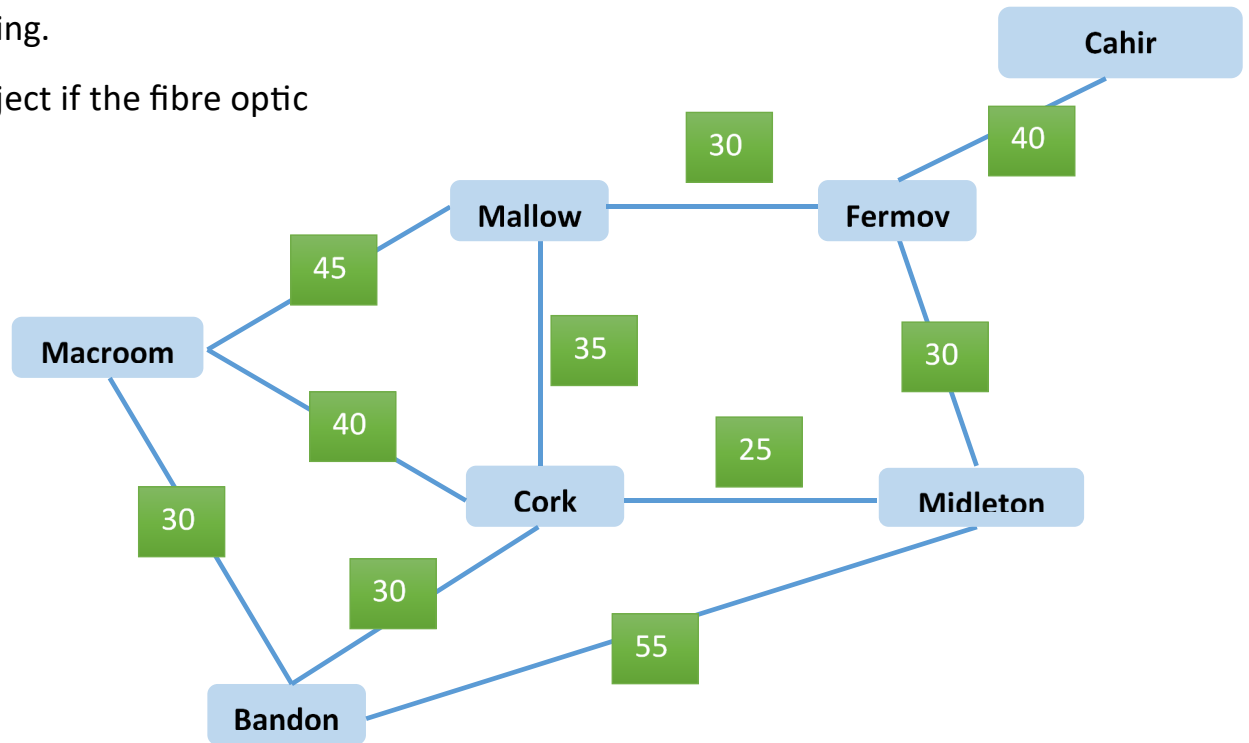 ing.
Cahir
ject if the fibre optic
40
30
Mallow
Fermoy
45
Macroom
35
30
40
25
Cork
Midleton
30
30
55
Bandon